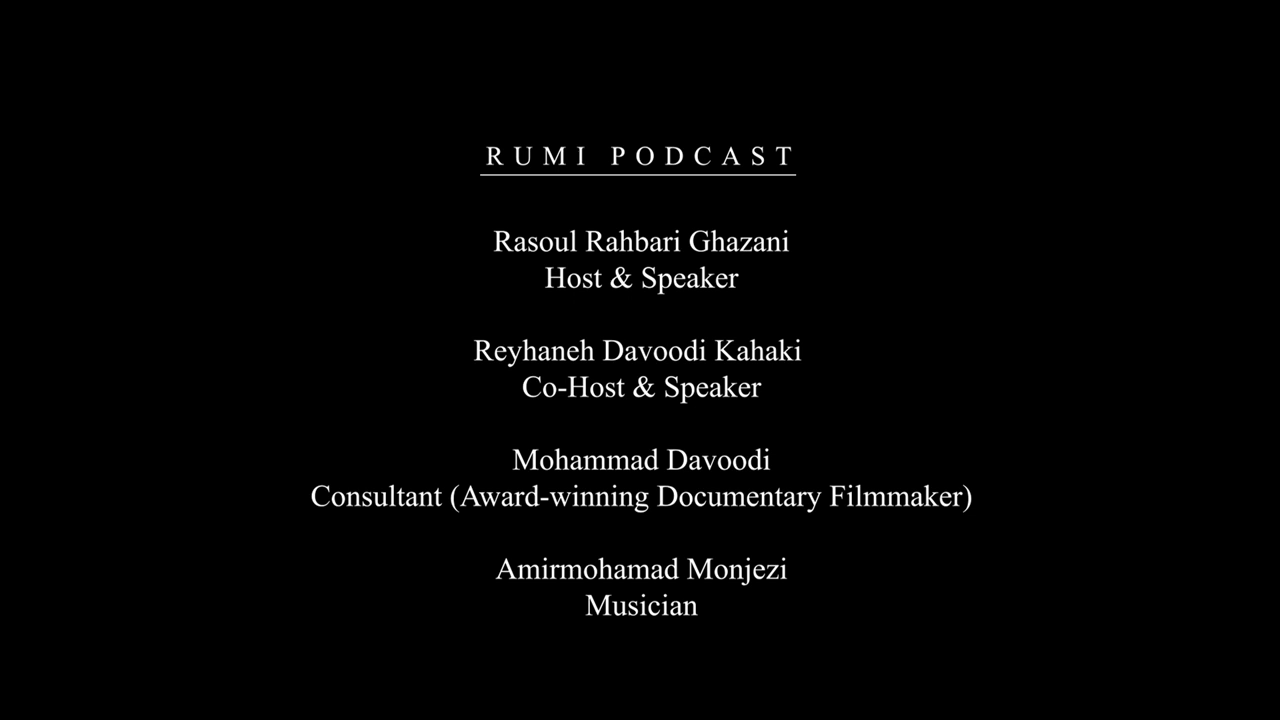 RUMI PODCAST
Rasoul Rahbari Ghazani
Host & Speaker
Reyhaneh Davoodi Kahaki
Co-Host & Speaker
Mohammad Davoodi
Consultant (Award-winning Documentary Filmmaker)
Amirmohamad Monjezi
Musician